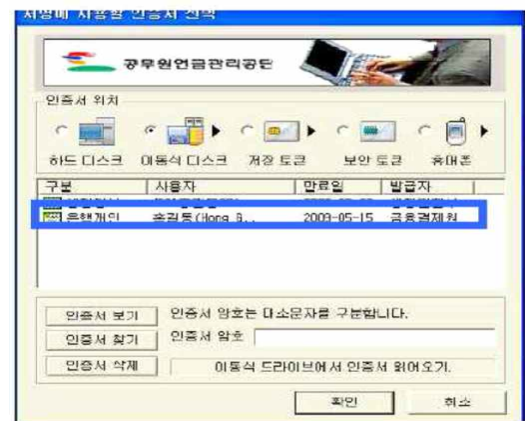 저장매 사용할 인증서 선택
공무원연금관리공단
인증서 위치
하드 디스크 이동식 디스크 저장 토큰 보안 토큰 휴대폰
구분 사용자 만료일 발급자
은행개인 홍길동(Hong G.. 2009-05-15 금융결제원
인증서 보기 인증서 암호는 대소문자를 구분합니다.
인증서 찾기 인증서 암호
인증서 삭제 이동식 드라이브에서 인증서 읽어오기.
확인 취소